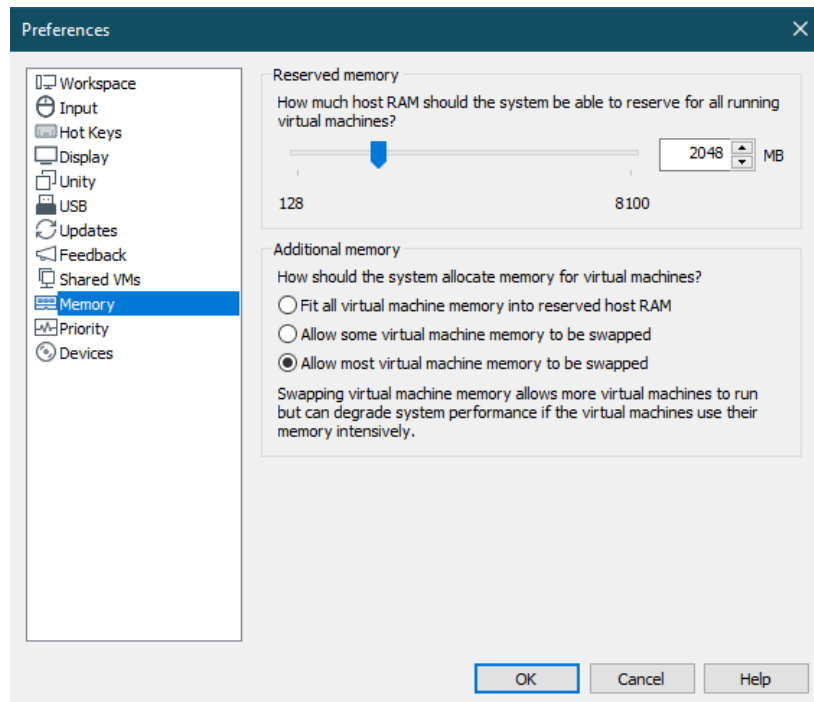 Preferences
Workspace
Input
Hot Keys
Display
Unity
USB
Updates
Feedback
Shared VMs
Memory
Priority
Devices
Reserved memory
How much host RAM should the system be able to reserve for all running
virtual machines?
2048 MB
128 8100
Additional memory
How should the system allocate memory for virtual machines?
Fit all virtual machine memory into reserved host RAM
Allow some virtual machine memory to be swapped
Allow most virtual machine memory to be swapped
Swapping virtual machine memory allows more virtual machines to run
but can degrade system performance if the virtual machines use their
memory intensively.
OK Cancel Help